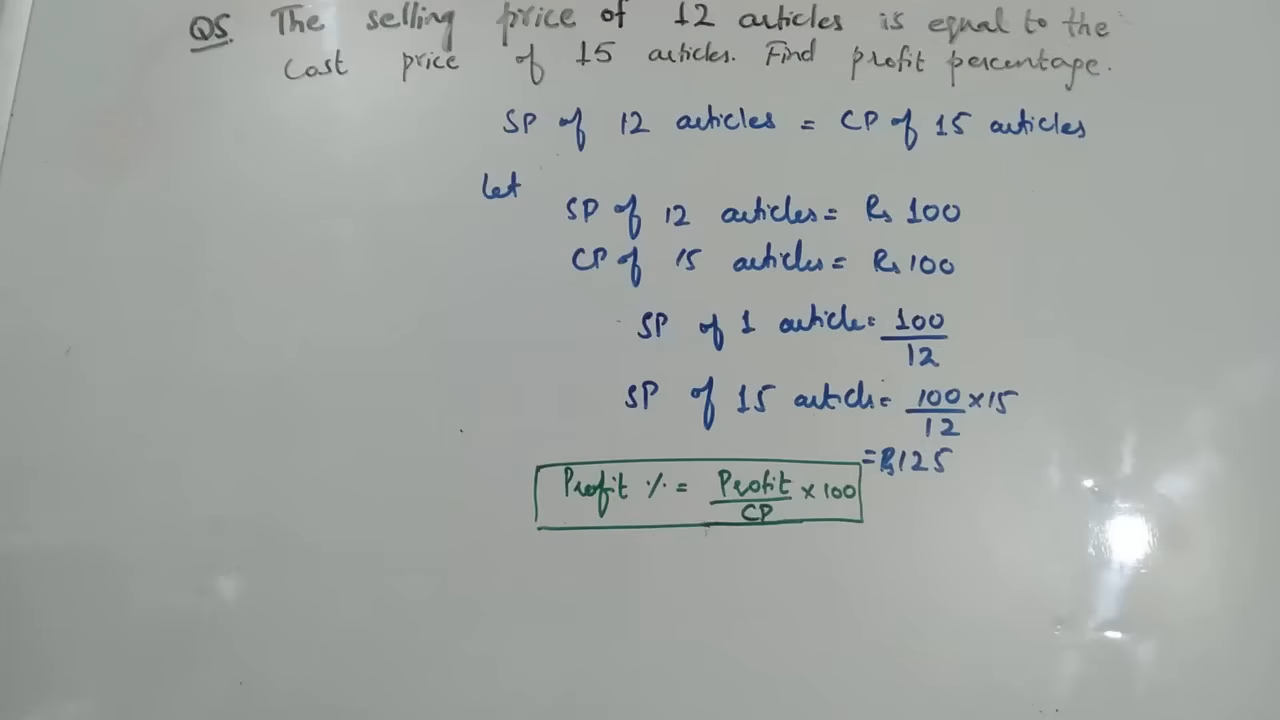 Q5. The selling price of 12 articles is equal to the
Cost price of 15 articles. Find profit percentage.
SP of 12 articles = CP of 15 articles
let
SP of 12 articles = Rs 100
CP of 15 articles = Rs 100
SP of 1 article = 100/12
SP of 15 article = 100/12 × 15
= Rs 125
Profit % = Profit/CP × 100